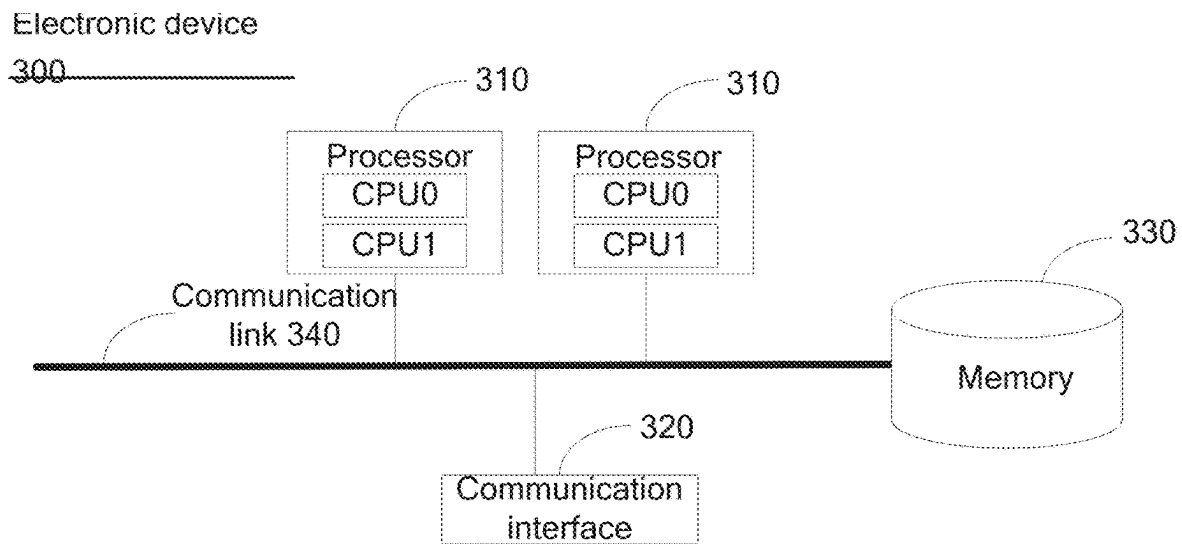 Electronic device
300
310
310
Processor
CPU0
CPU1
Processor
CPU0
CPU1
330
Communication
link 340
Memory
320
Communication
interface